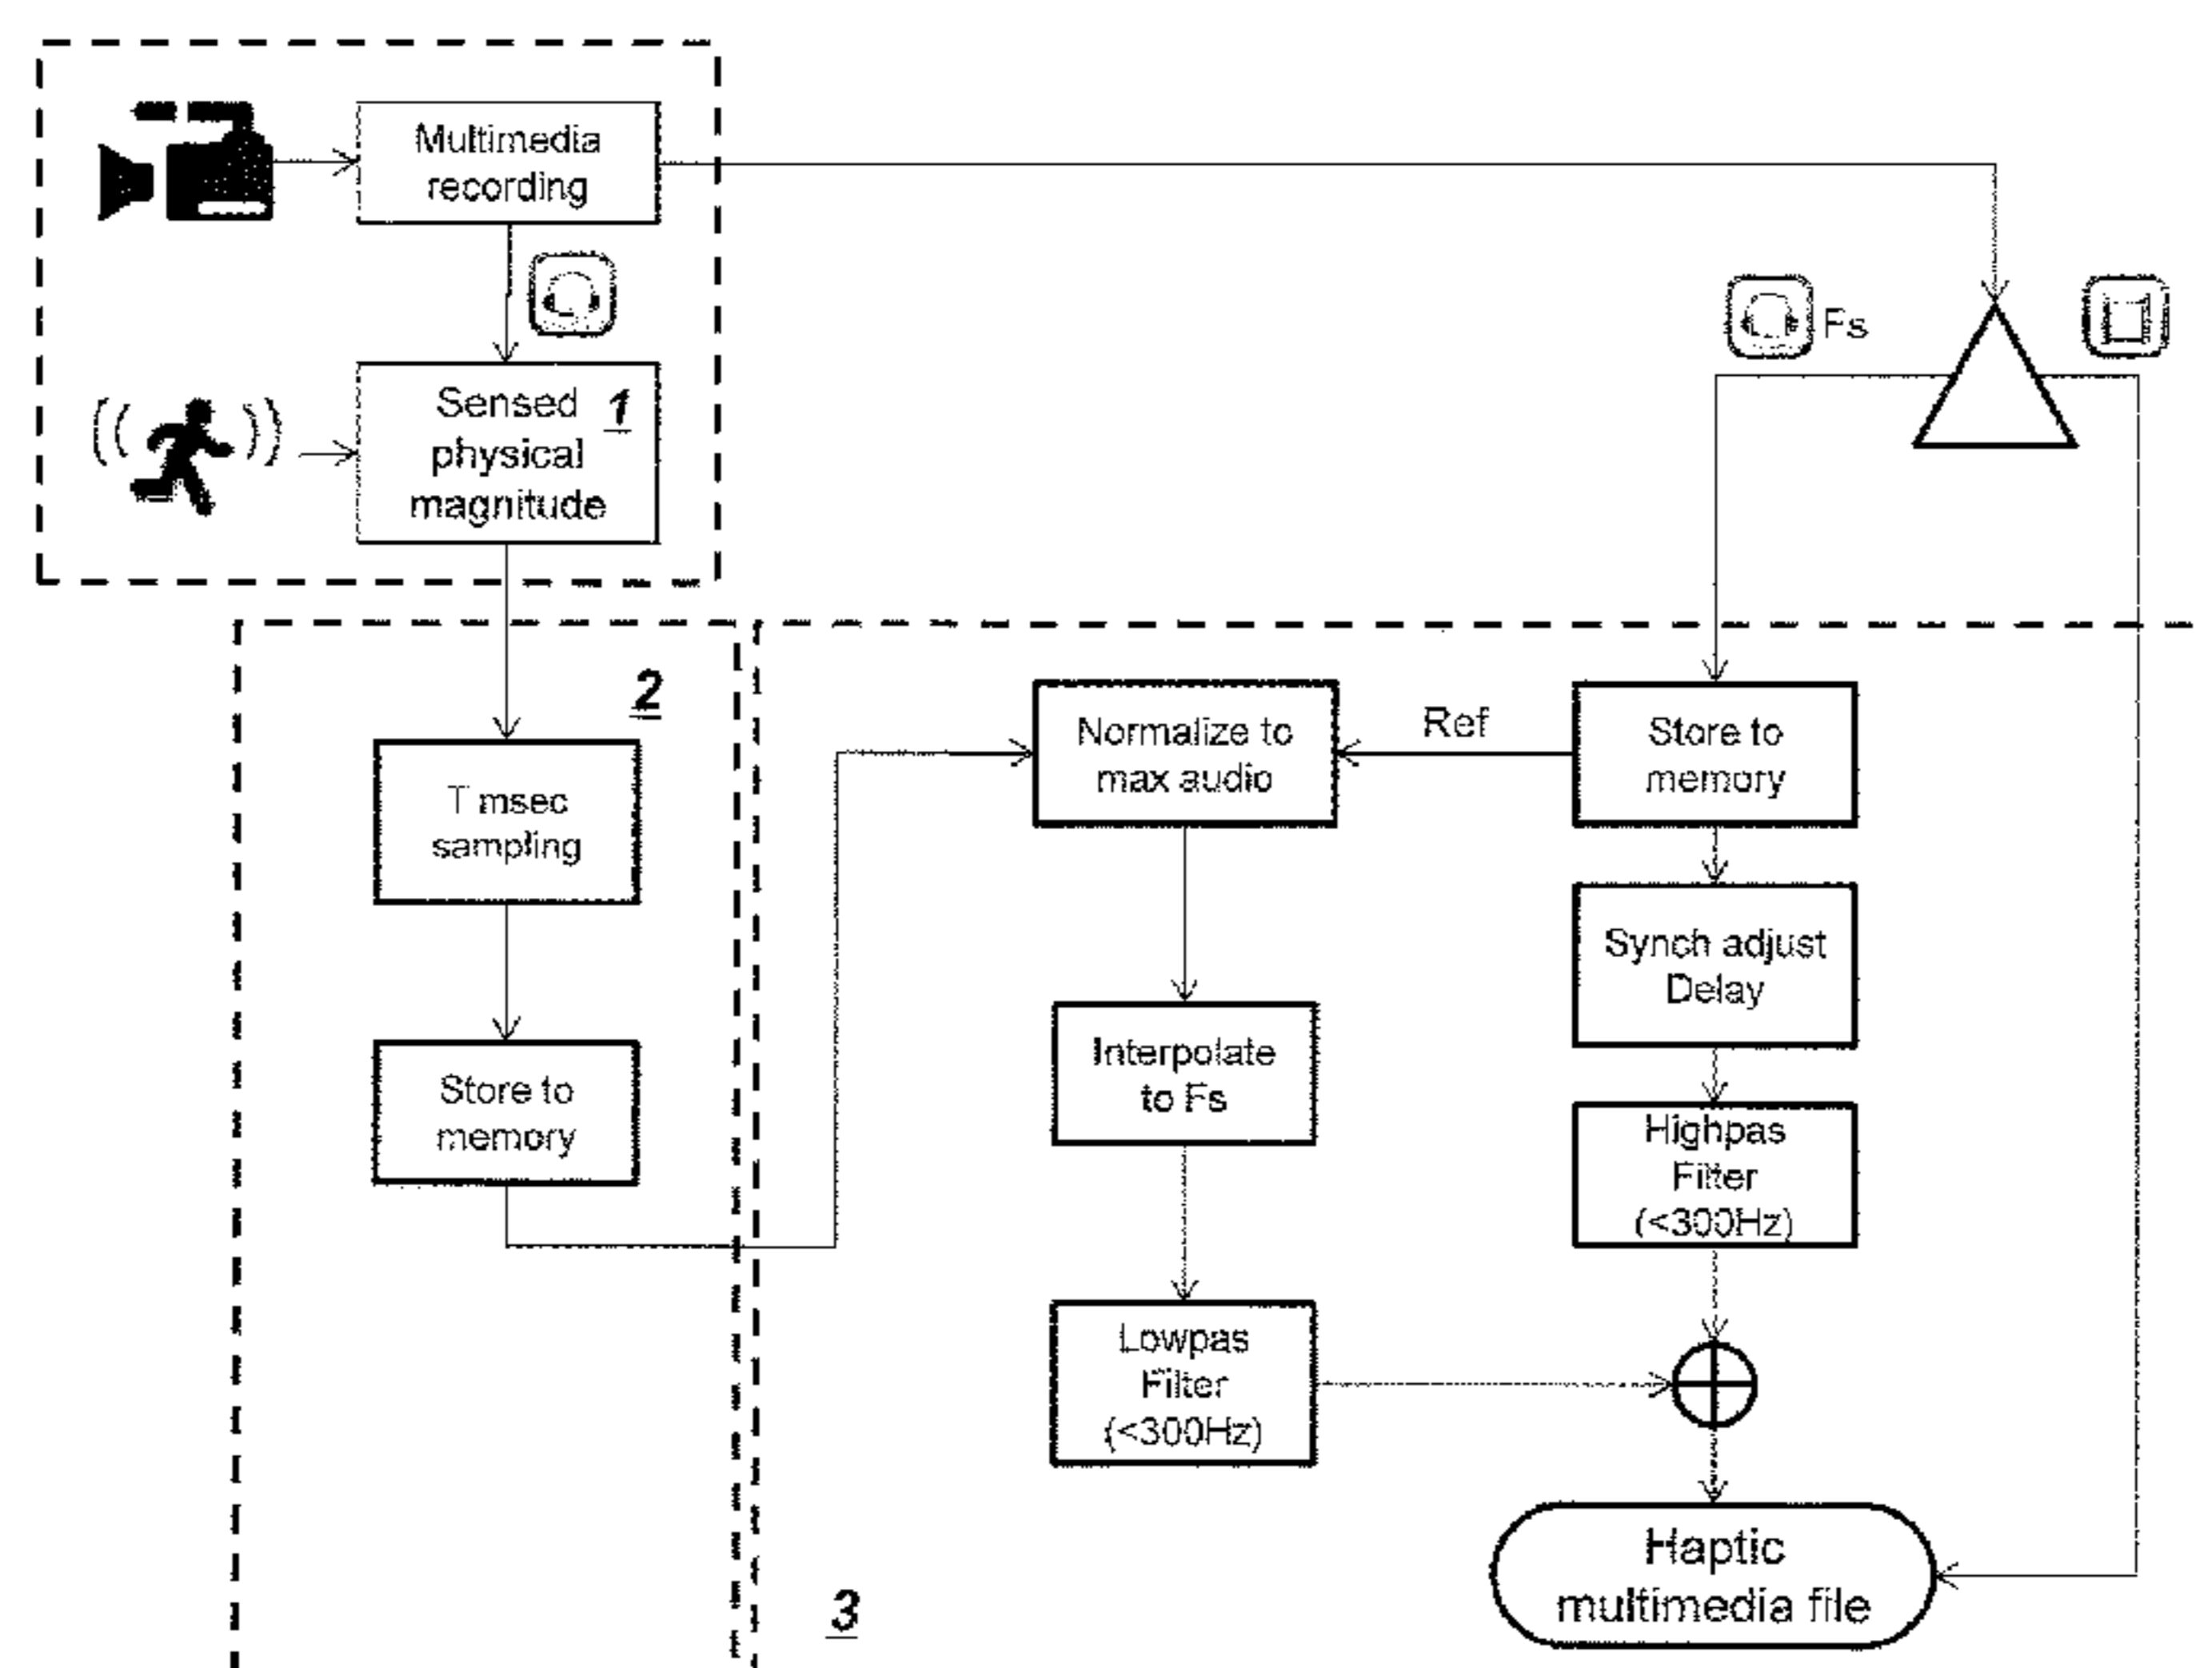 Multimedia
recording
Fs
Sensed 1
physical
magnitude
2
T msec
sampling
Store to
memory
Normalize to
max audio
Ref
Store to
memory
Synch adjust
Delay
Interpolate
to Fs
Highpas
Filter
(<300Hz)
Lowpas
Filter
(<300Hz)
Haptic
multimedia file
3